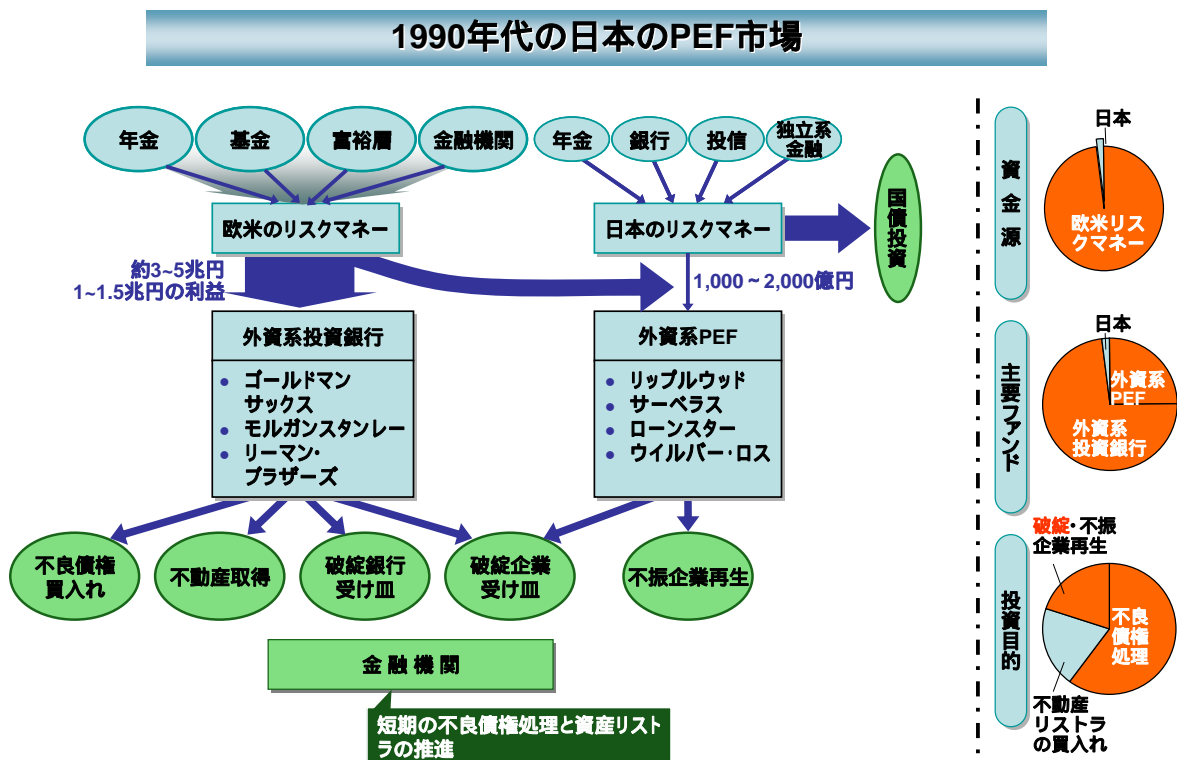 1990年代の日本のPEF市場
年金
基金
富裕層
金融機関
年金
銀行
投信
独立系
金融
国債投資
欧米のリスクマネー
日本のリスクマネー
約3~5兆円
1~1.5兆円の利益
1,000～2,000億円
外資系投資銀行
● ゴールドマン
サックス
● モルガンスタンレー
● リーマン・
ブラザーズ
外資系PEF
● リップルウッド
● サーベラス
● ローンスター
● ウイルバー・ロス
不良債権
買入れ
不動産取得
破綻銀行
受け皿
破綻企業
受け皿
不振企業再生
金融機関
短期の不良債権処理と資産リスト
ラの推進
資金源
日本
欧米リス
クマネー
主要ファンド
日本
外資系
PEF
外資系
投資銀行
投資目的
破綻・不振
企業再生
不良
債権
処理
不動産
リストラ
の買入れ